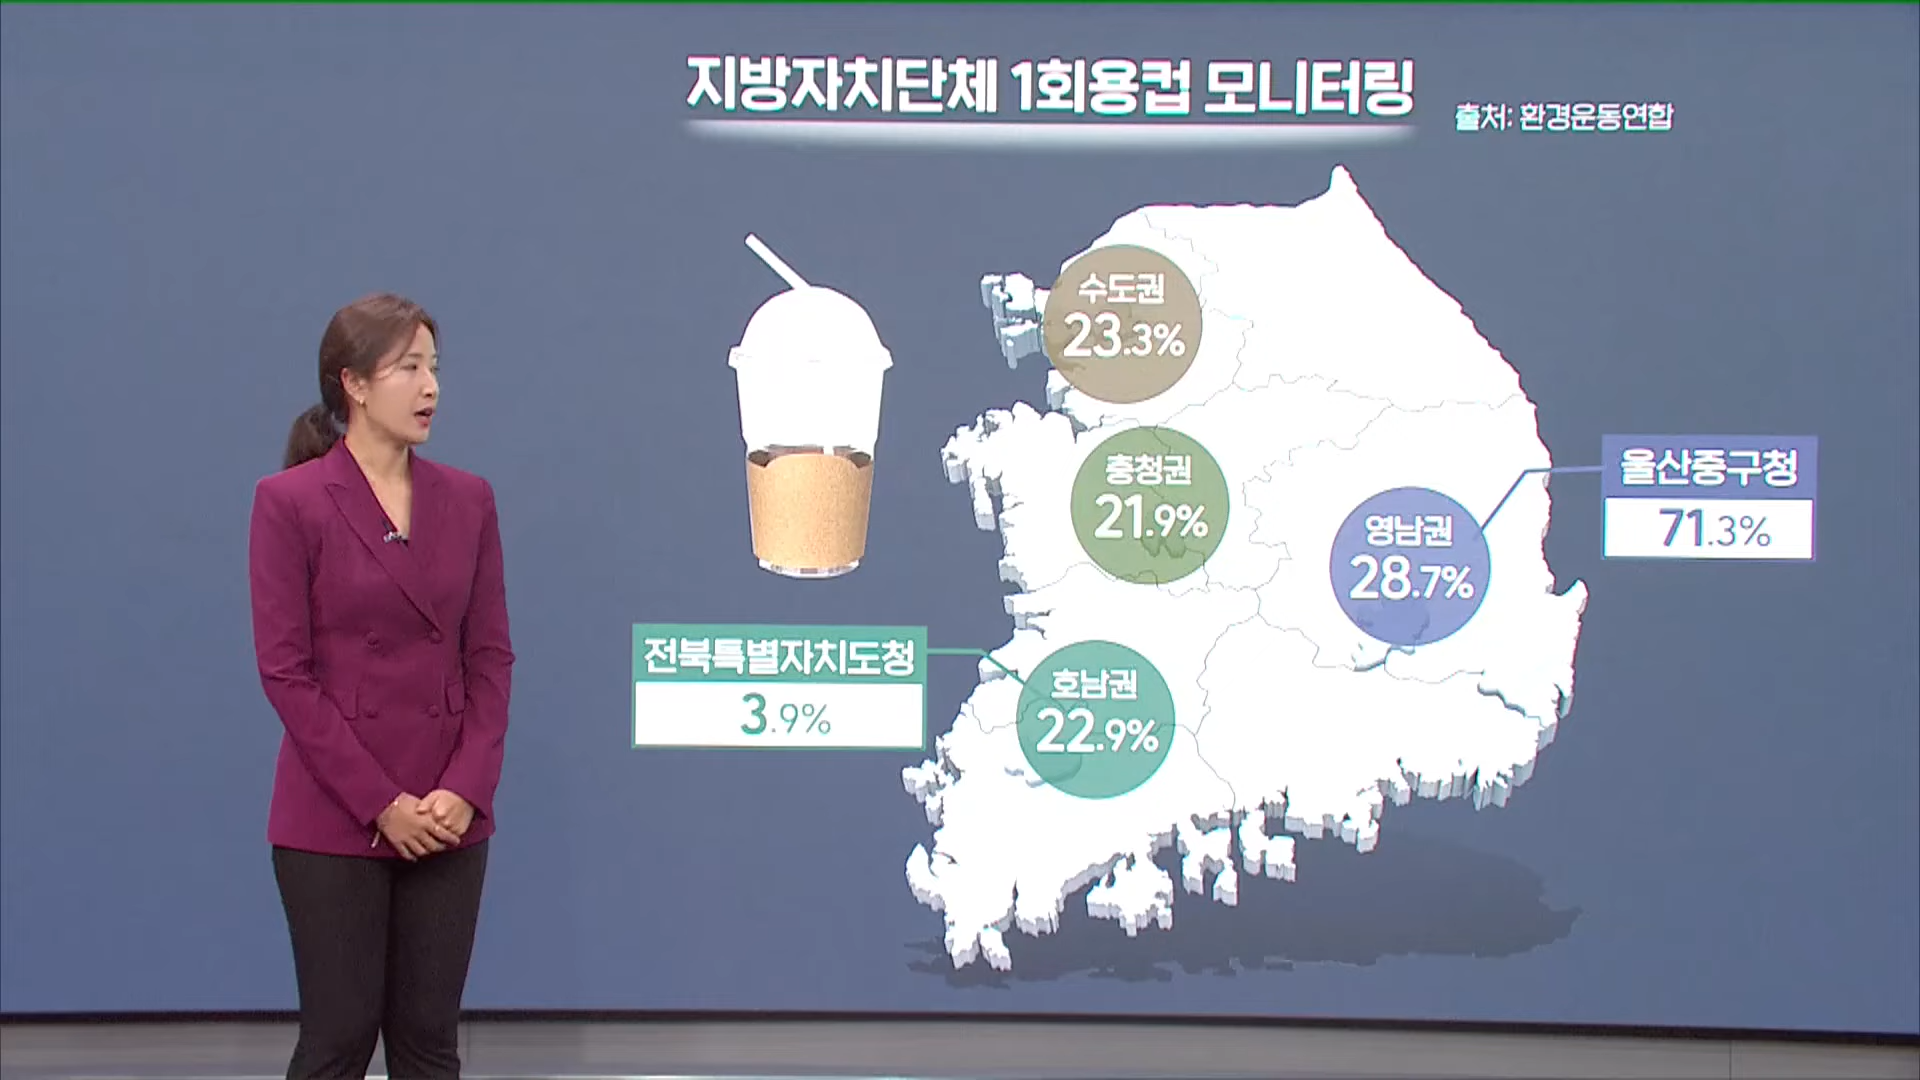 지방자치단체 1회용컵 모니터링
출처: 환경운동연합
수도권
23.3%
충청권
21.9%
울산중구청
71.3%
영남권
28.7%
전북특별자치도청
3.9%
호남권
22.9%